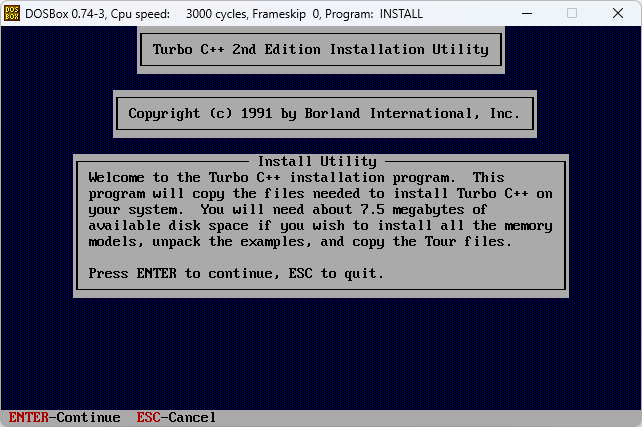 DOSBox 0.74-3, Cpu speed: 3000 cycles, Frameskip 0, Program: INSTALL
Turbo C++ 2nd Edition Installation Utility
Copyright (c) 1991 by Borland International, Inc.
Install Utility
Welcome to the Turbo C++ installation program. This
program will copy the files needed to install Turbo C++ on
your system. You will need about 7.5 megabytes of
available disk space if you wish to install all the memory
models, unpack the examples, and copy the Tour files.
Press ENTER to continue, ESC to quit.
ENTER-Continue ESC-Cancel